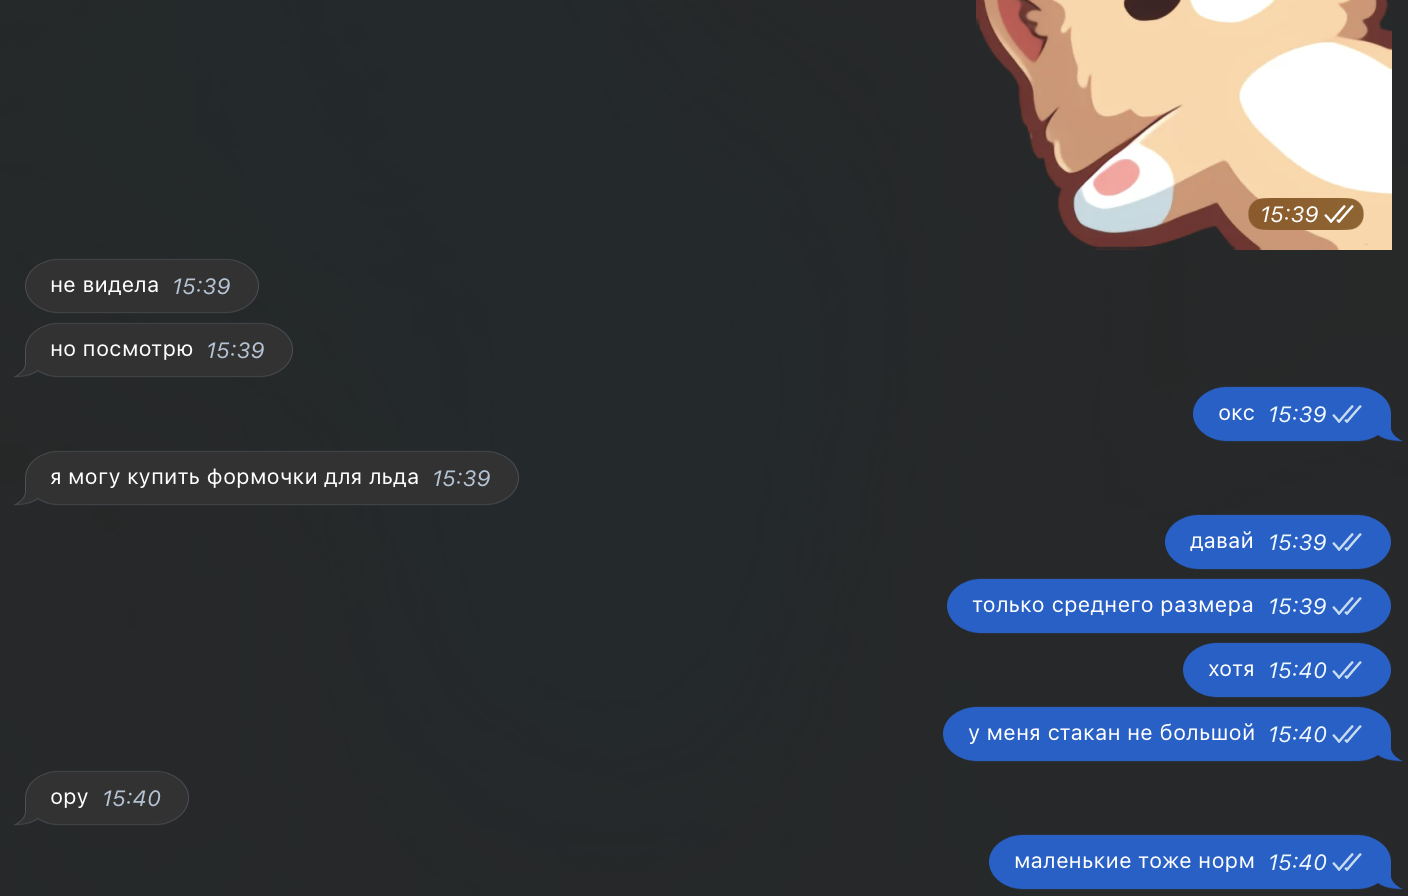 15:39
не видела 15:39
но посмотрю 15:39
окс 15:39
я могу купить формочки для льда 15:39
давай 15:39
только среднего размера 15:39
хотя 15:40
у меня стакан не большой 15:40
ору 15:40
маленькие тоже норм 15:40